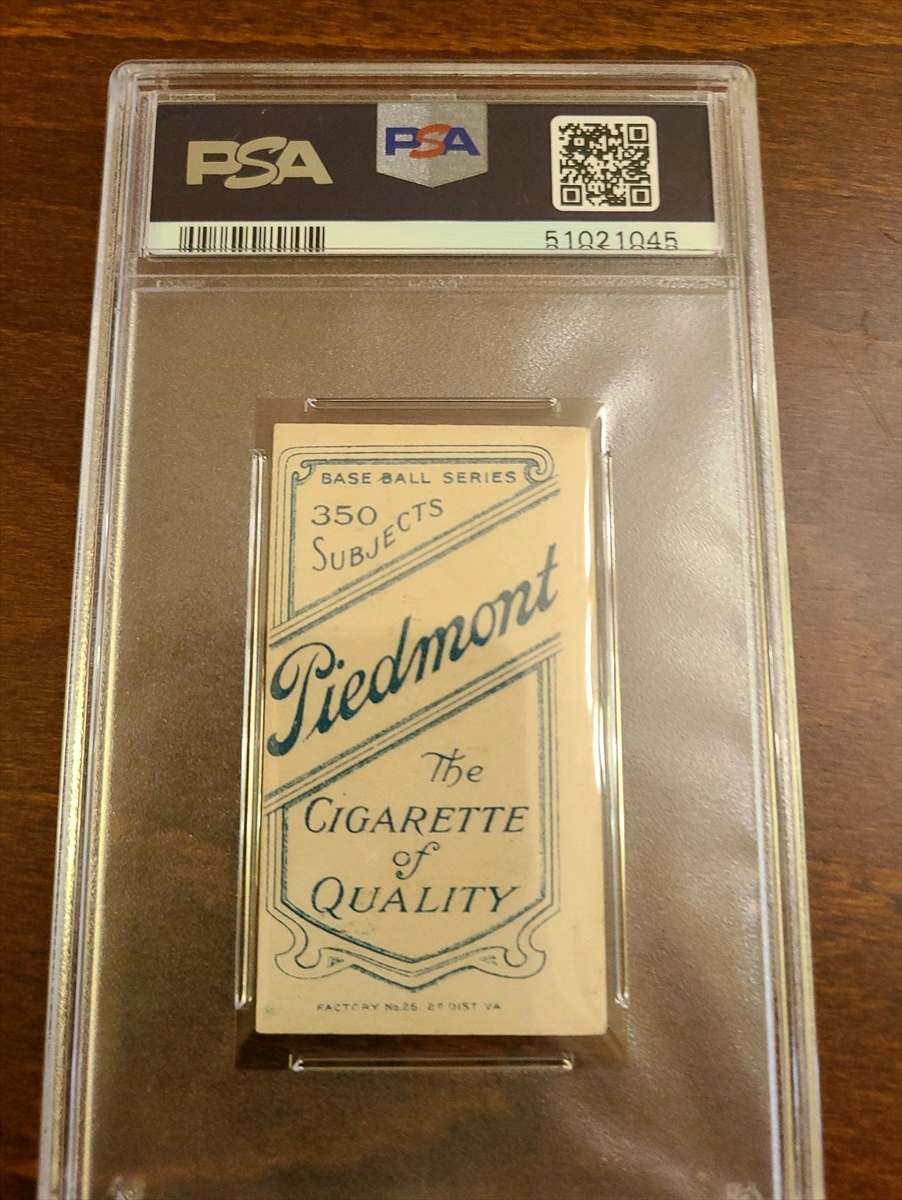 PSA
PSA
51021045
BASE BALL SERIES
350
SUBJECTS
Piedmont
The
CIGARETTE
of
QUALITY
FACTORY No.25, 2D DIST. VA